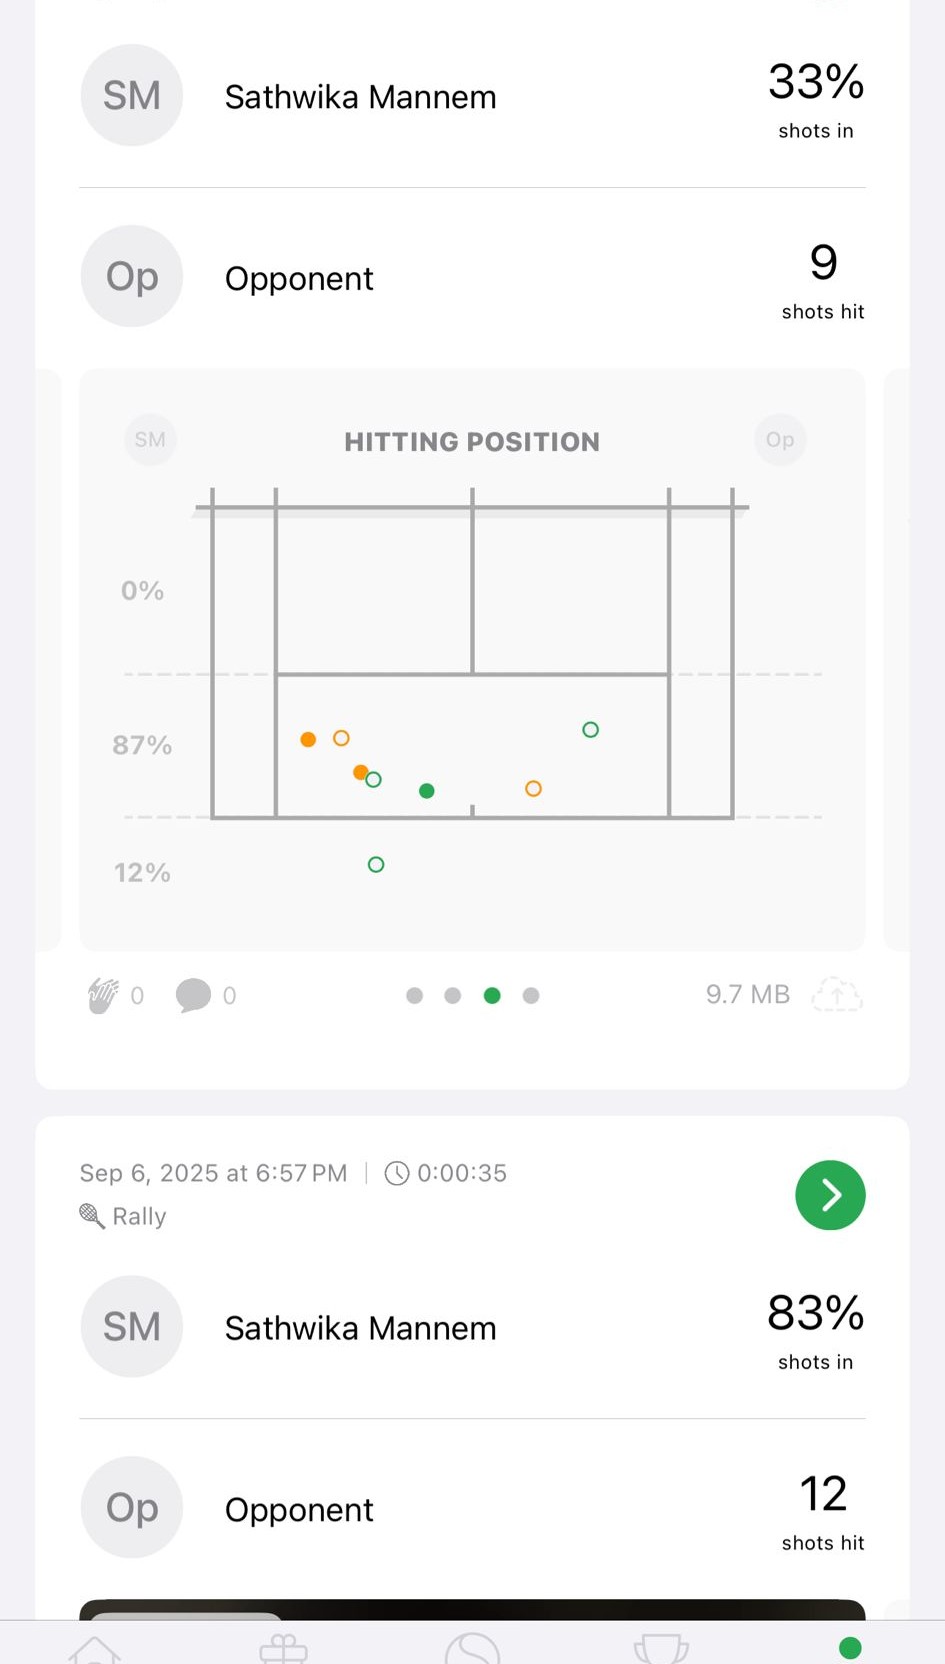 SM
Sathwika Mannem
33%
shots in
Op
Opponent
9
shots hit
SM
HITTING POSITION
Op
0%
87%
12%
0
0
9.7 MB
Sep 6, 2025 at 6:57 PM | 0:00:35
Rally
SM
Sathwika Mannem
83%
shots in
Op
Opponent
12
shots hit